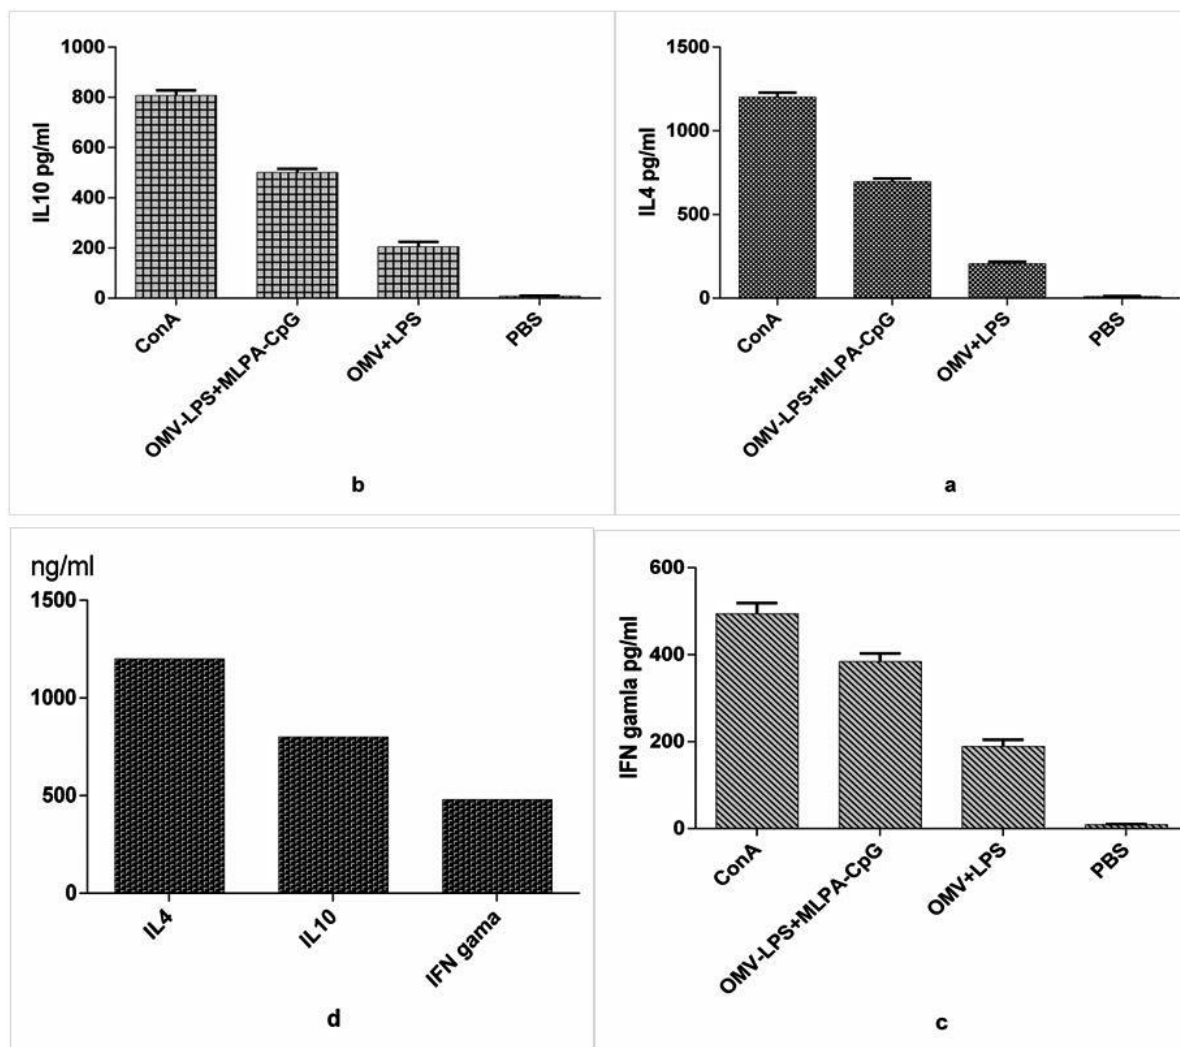 1000
800
600
400
200
0
IL10 pg/ml
ConA
OMV-LPS+MLPA-CpG
OMV+LPS
PBS
b
1500
1000
500
0
IL4 pg/ml
ConA
OMV-LPS+MLPA-CpG
OMV+LPS
PBS
a
ng/ml
1500
1000
500
0
IL4
IL10
IFN gama
d
600
400
200
0
IFN gamla pg/ml
ConA
OMV-LPS+MLPA-CpG
OMV+LPS
PBS
c